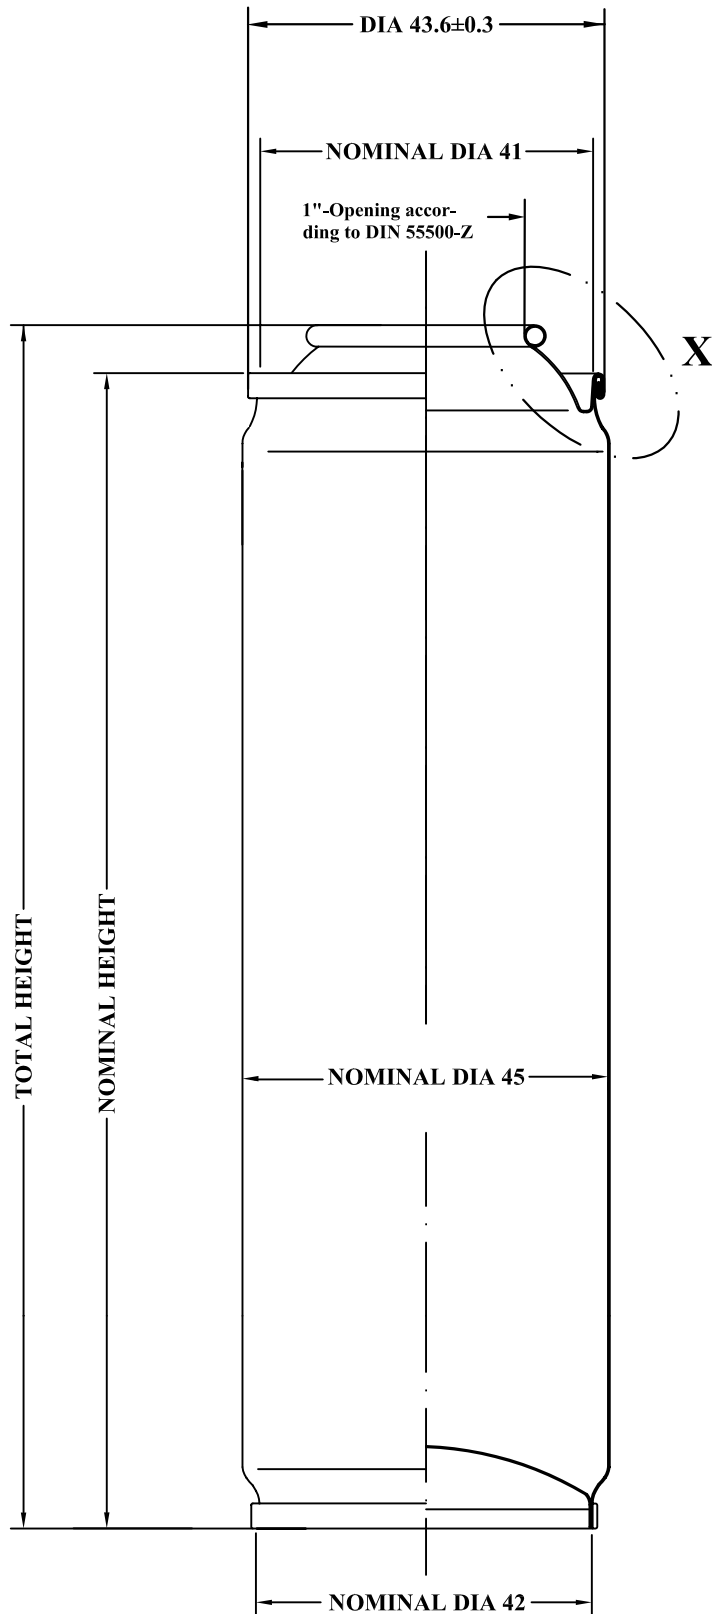 DIA 43.6±0.3
NOMINAL DIA 41
1"-Opening accor-
ding to DIN 55500-Z
X
TOTAL HEIGHT
NOMINAL HEIGHT
NOMINAL DIA 45
NOMINAL DIA 42